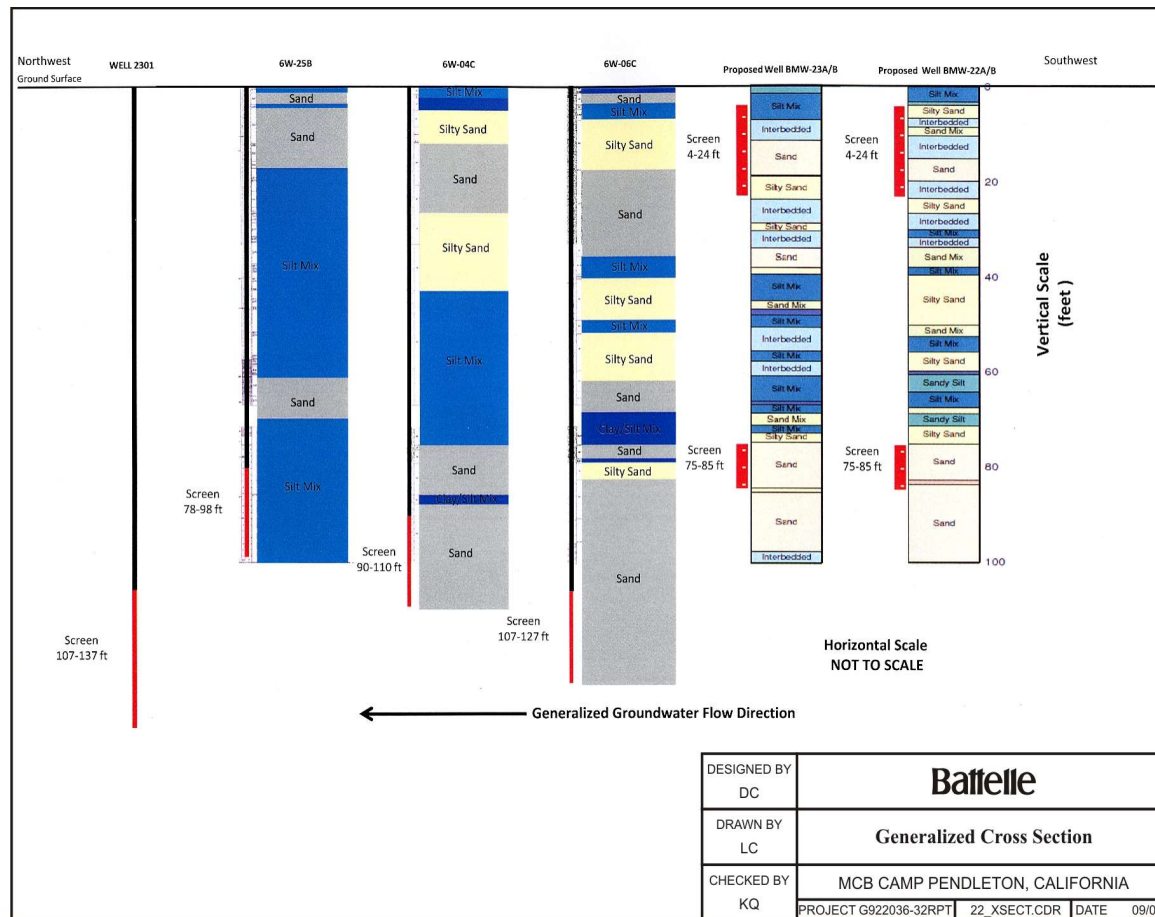 Northwest
Ground Surface
WELL 2301
6W-25B
6W-04C
6W-06C
Proposed Well BMW-23A/B
Proposed Well BMW-22A/B
Southwest
Sand
Sand
Silt Mix
Sand
Silt Mix
Screen
78-98 ft
Silt Mix
Silty Sand
Sand
Silty Sand
Silt Mix
Sand
Clay/Silt Mix
Sand
Screen
90-110 ft
Sand
Silt Mix
Silty Sand
Sand
Silt Mix
Silty Sand
Silt Mix
Silty Sand
Sand
Clay/Silt Mix
Sand
Silty Sand
Sand
Screen
107-127 ft
Screen
4-24 ft
Silt Mix
Interbedded
Sand
Silty Sand
Interbedded
Silty Sand
Interbedded
Sand
Silt Mix
Sand Mix
Silt Mix
Interbedded
Silt Mix
Interbedded
Silt Mix
Silt Mix
Sand Mix
Silt Mix
Silty Sand
Screen
75-85 ft
Sand
Sand
Interbedded
Screen
4-24 ft
Silt Mix
Silty Sand
Interbedded
Sand Mix
Interbedded
Sand
Interbedded
Silty Sand
Interbedded
Silt Mix
Interbedded
Sand Mix
Silt Mix
Silty Sand
Sand Mix
Silt Mix
Silty Sand
Sandy Silt
Silt Mix
Sandy Silt
Silty Sand
Screen
75-85 ft
Sand
Sand
0
20
40
60
80
100
Vertical Scale
(feet )
Screen
107-137 ft
Horizontal Scale
NOT TO SCALE
Generalized Groundwater Flow Direction
DESIGNED BY
DC
Battelle
DRAWN BY
LC
Generalized Cross Section
CHECKED BY
KQ
MCB CAMP PENDLETON, CALIFORNIA
PROJECT G922036-32RPT 22_XSECT.CDR DATE 09/0